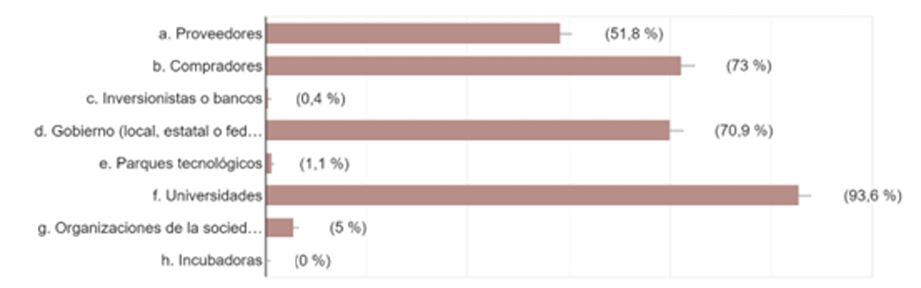 a. Proveedores (51,8 %)
b. Compradores (73 %)
c. Inversionistas o bancos (0,4 %)
d. Gobierno (local, estatal o fed… (70,9 %)
e. Parques tecnológicos (1,1 %)
f. Universidades (93,6 %)
g. Organizaciones de la socied… (5 %)
h. Incubadoras (0 %)